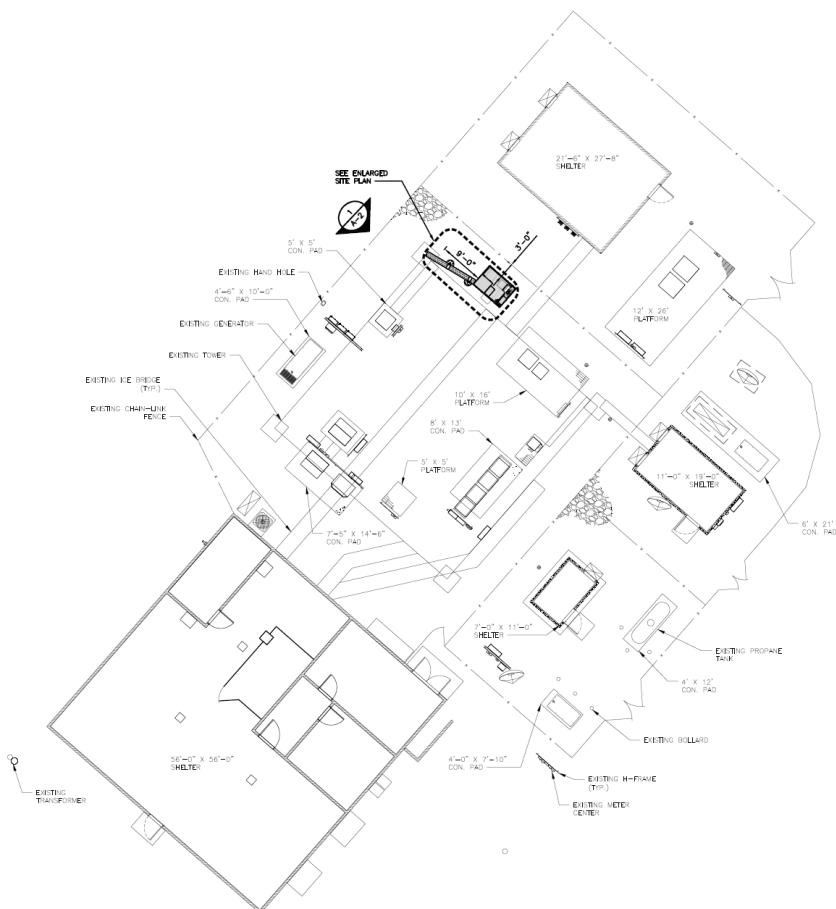 21'-6" X 27'-8"
SHELTER
SEE ENLARGED
SITE PLAN
1
A-2
5' X 5'
CON. PAD
3'-0"
9'-0"
EXISTING HAND HOLE
4'-6" X 10'-0"
CON. PAD
EXISTING GENERATOR
12' X 26'
PLATFORM
EXISTING TOWER
EXISTING ICE BRIDGE
(TYP.)
EXISTING CHAIN-LINK
FENCE
10' X 16'
PLATFORM
8' X 13'
CON. PAD
5' X 5'
PLATFORM
11'-0" X 19'-0"
SHELTER
6' X 21'
CON. PAD
7'-5" X 14'-6"
CON. PAD
7'-0" X 11'-0"
SHELTER
EXISTING PROPANE
TANK
4' X 12'
CON. PAD
EXISTING BOLLARD
56'-0" X 56'-0"
SHELTER
4'-0" X 7'-10"
CON. PAD
EXISTING H-FRAME
(TYP.)
EXISTING METER
CENTER
EXISTING
TRANSFORMER